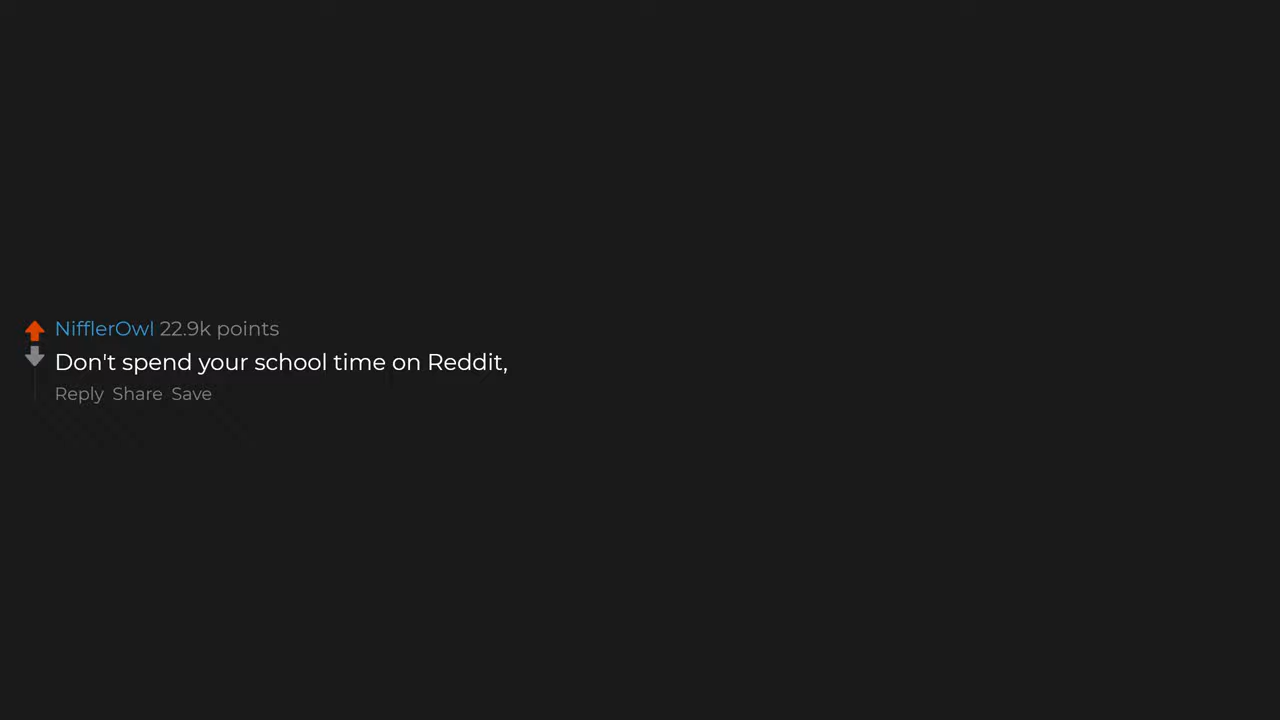 NifflerOwl 22.9k points
Don't spend your school time on Reddit,
Reply Share Save